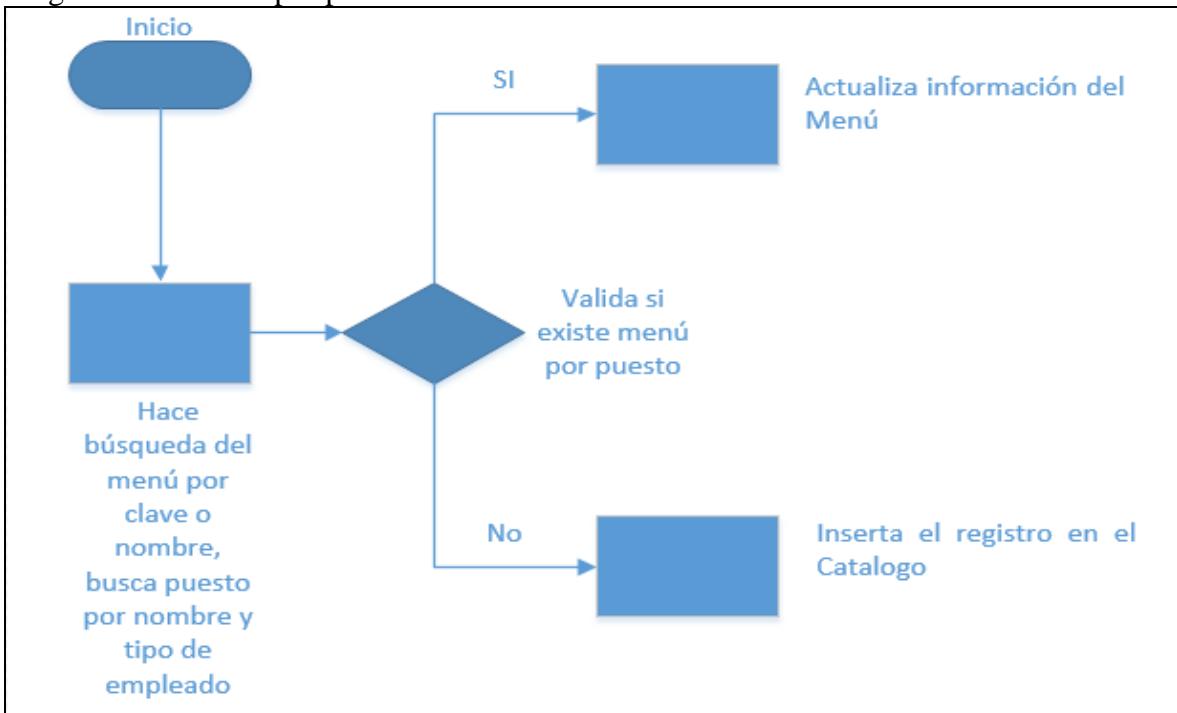 Inicio
SI
Actualiza información del
Menú
Valida si
existe menú
por puesto
Hace
búsqueda del
menú por
clave o
nombre,
busca puesto
por nombre y
tipo de
empleado
No
Inserta el registro en el
Catalogo